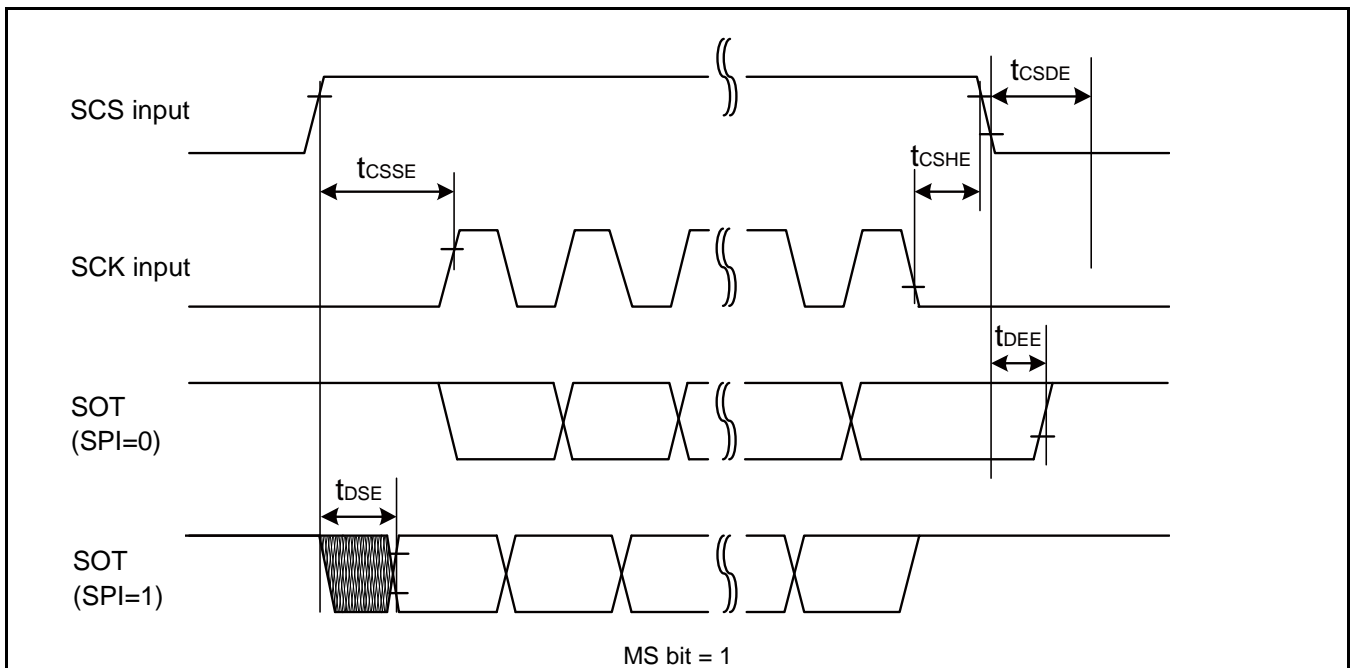 SCS input
tCSDE
tCSHE
tCSSE
SCK input
tDEE
SOT
(SPI=0)
tDSE
SOT
(SPI=1)
MS bit = 1